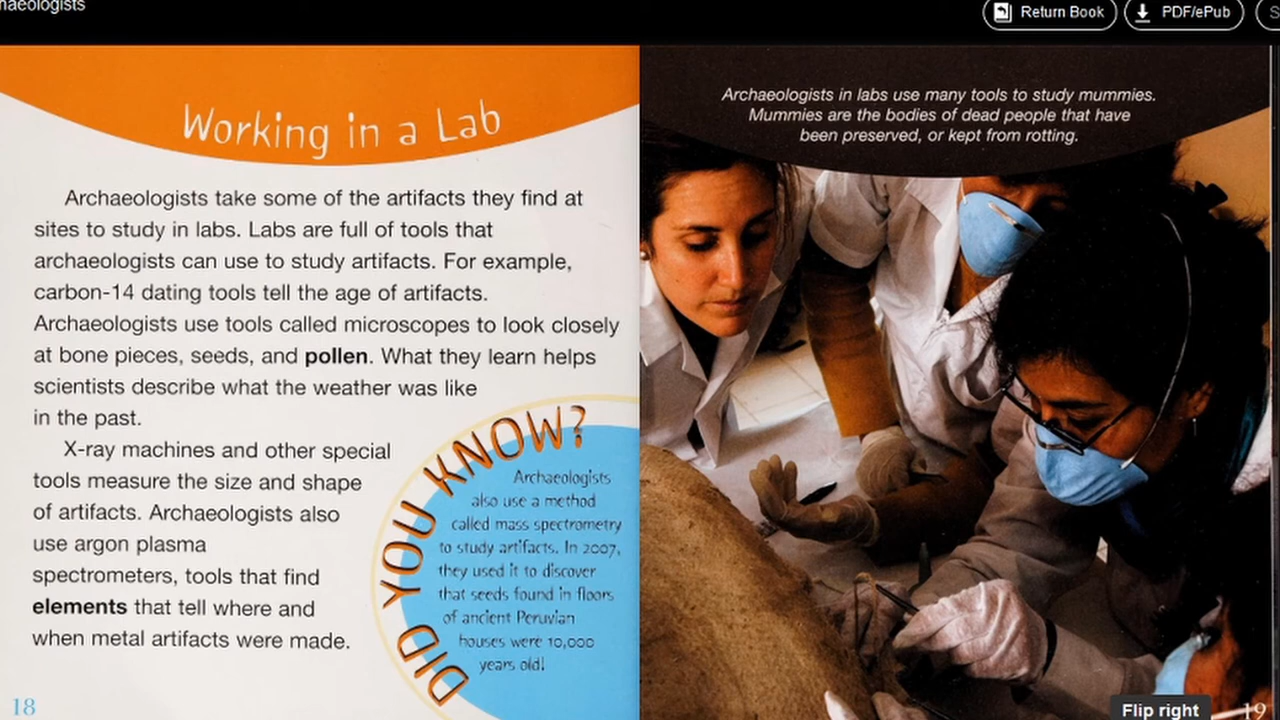 haeologists
Return Book
PDF/ePub
S
Working in a Lab
Archaeologists take some of the artifacts they find at
sites to study in labs. Labs are full of tools that
archaeologists can use to study artifacts. For example,
carbon-14 dating tools tell the age of artifacts.
Archaeologists use tools called microscopes to look closely
at bone pieces, seeds, and pollen. What they learn helps
scientists describe what the weather was like
in the past.
X-ray machines and other special
tools measure the size and shape
of artifacts. Archaeologists also
use argon plasma
spectrometers, tools that find
elements that tell where and
when metal artifacts were made.
DID YOU KNOW?
Archaeologists
also use a method
called mass spectrometry
to study artifacts. In 2007,
they used it to discover
that seeds found in floors
of ancient Peruvian
houses were 10,000
years old!
18
Archaeologists in labs use many tools to study mummies.
Mummies are the bodies of dead people that have
been preserved, or kept from rotting.
Flip right
19